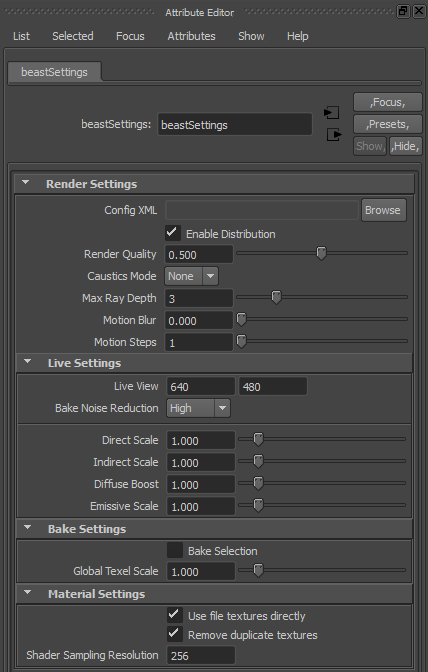 Attribute Editor
List Selected Focus Attributes Show Help
beastSettings
beastSettings: beastSettings
,Focus,
,Presets,
Show, ,Hide,
Render Settings
Config XML Browse
Enable Distribution
Render Quality 0.500
Caustics Mode None
Max Ray Depth 3
Motion Blur 0.000
Motion Steps 1
Live Settings
Live View 640 480
Bake Noise Reduction High
Direct Scale 1.000
Indirect Scale 1.000
Diffuse Boost 1.000
Emissive Scale 1.000
Bake Settings
Bake Selection
Global Texel Scale 1.000
Material Settings
Use file textures directly
Remove duplicate textures
Shader Sampling Resolution 256